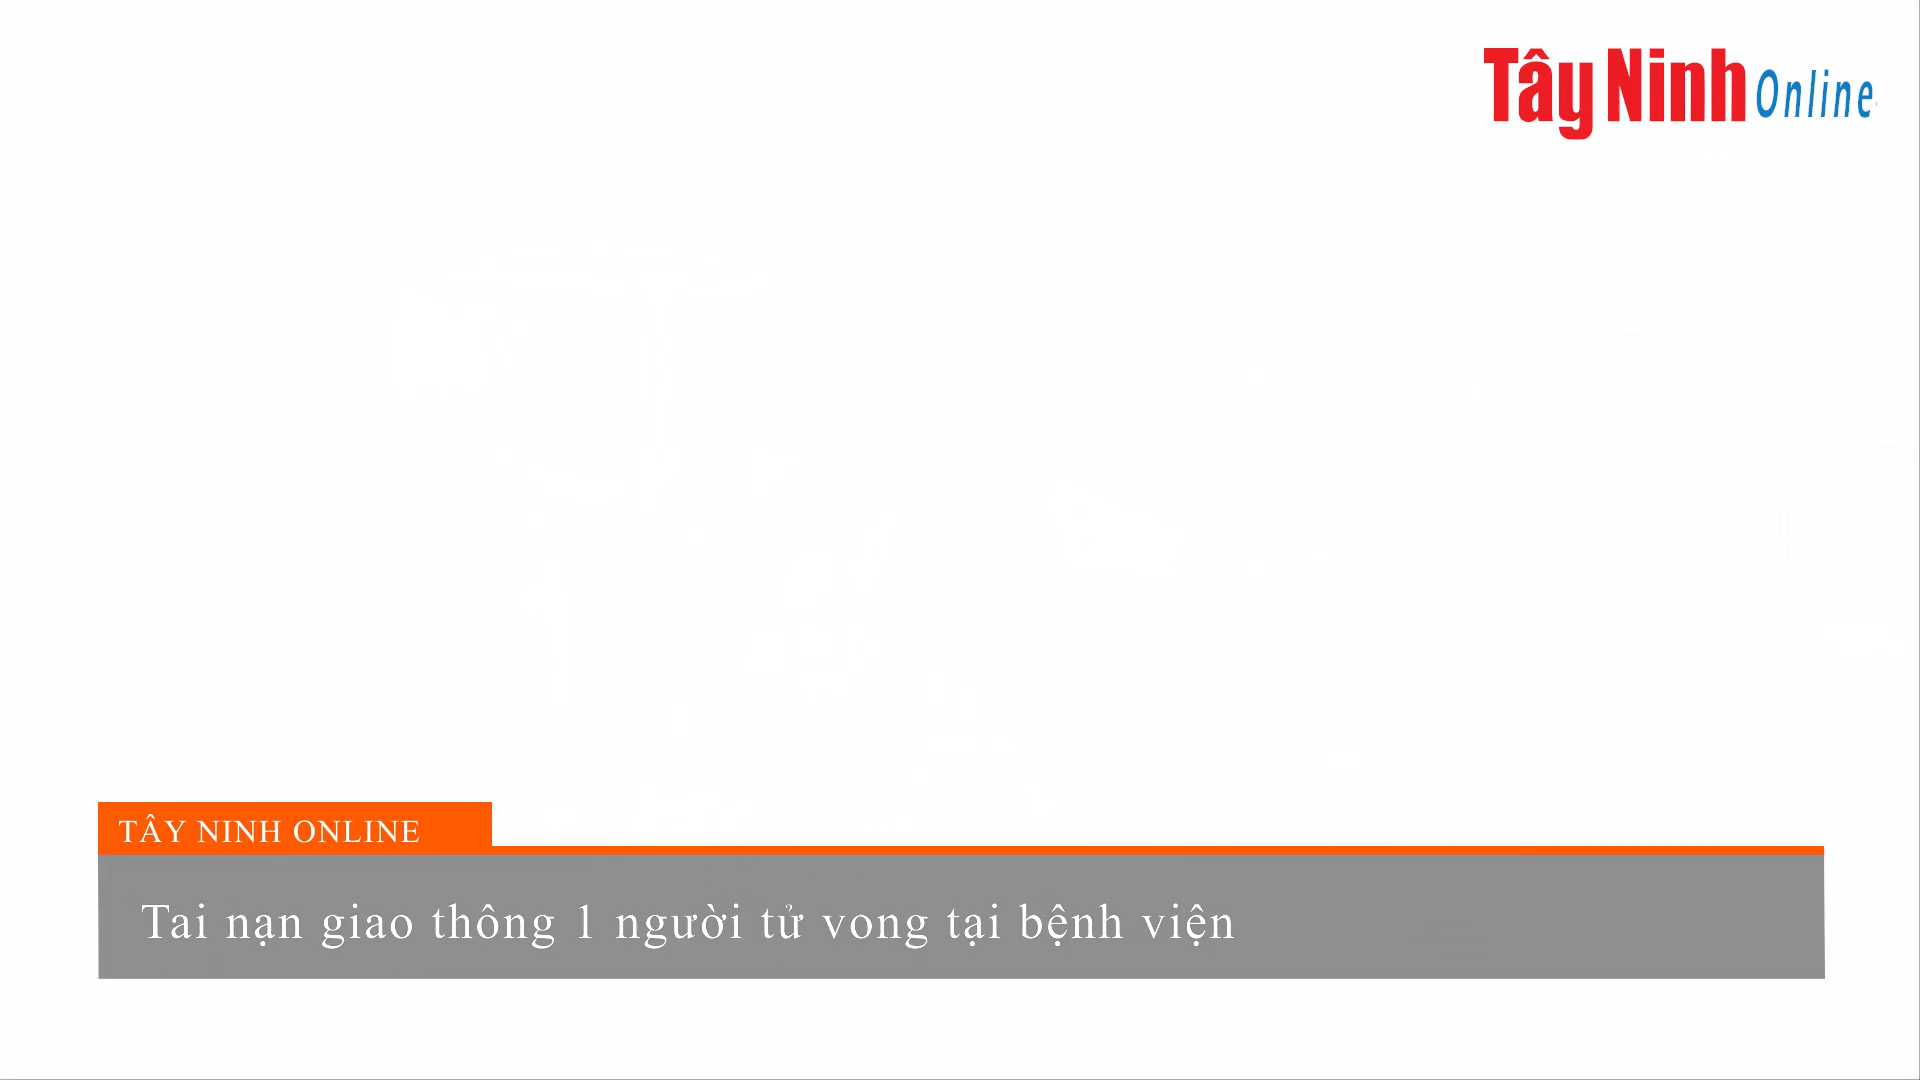 Tây Ninh Online
TÂY NINH ONLINE
Tai nạn giao thông 1 người tử vong tại bệnh viện